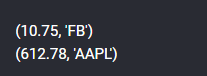 (10.75, 'FB')
(612.78, 'AAPL')